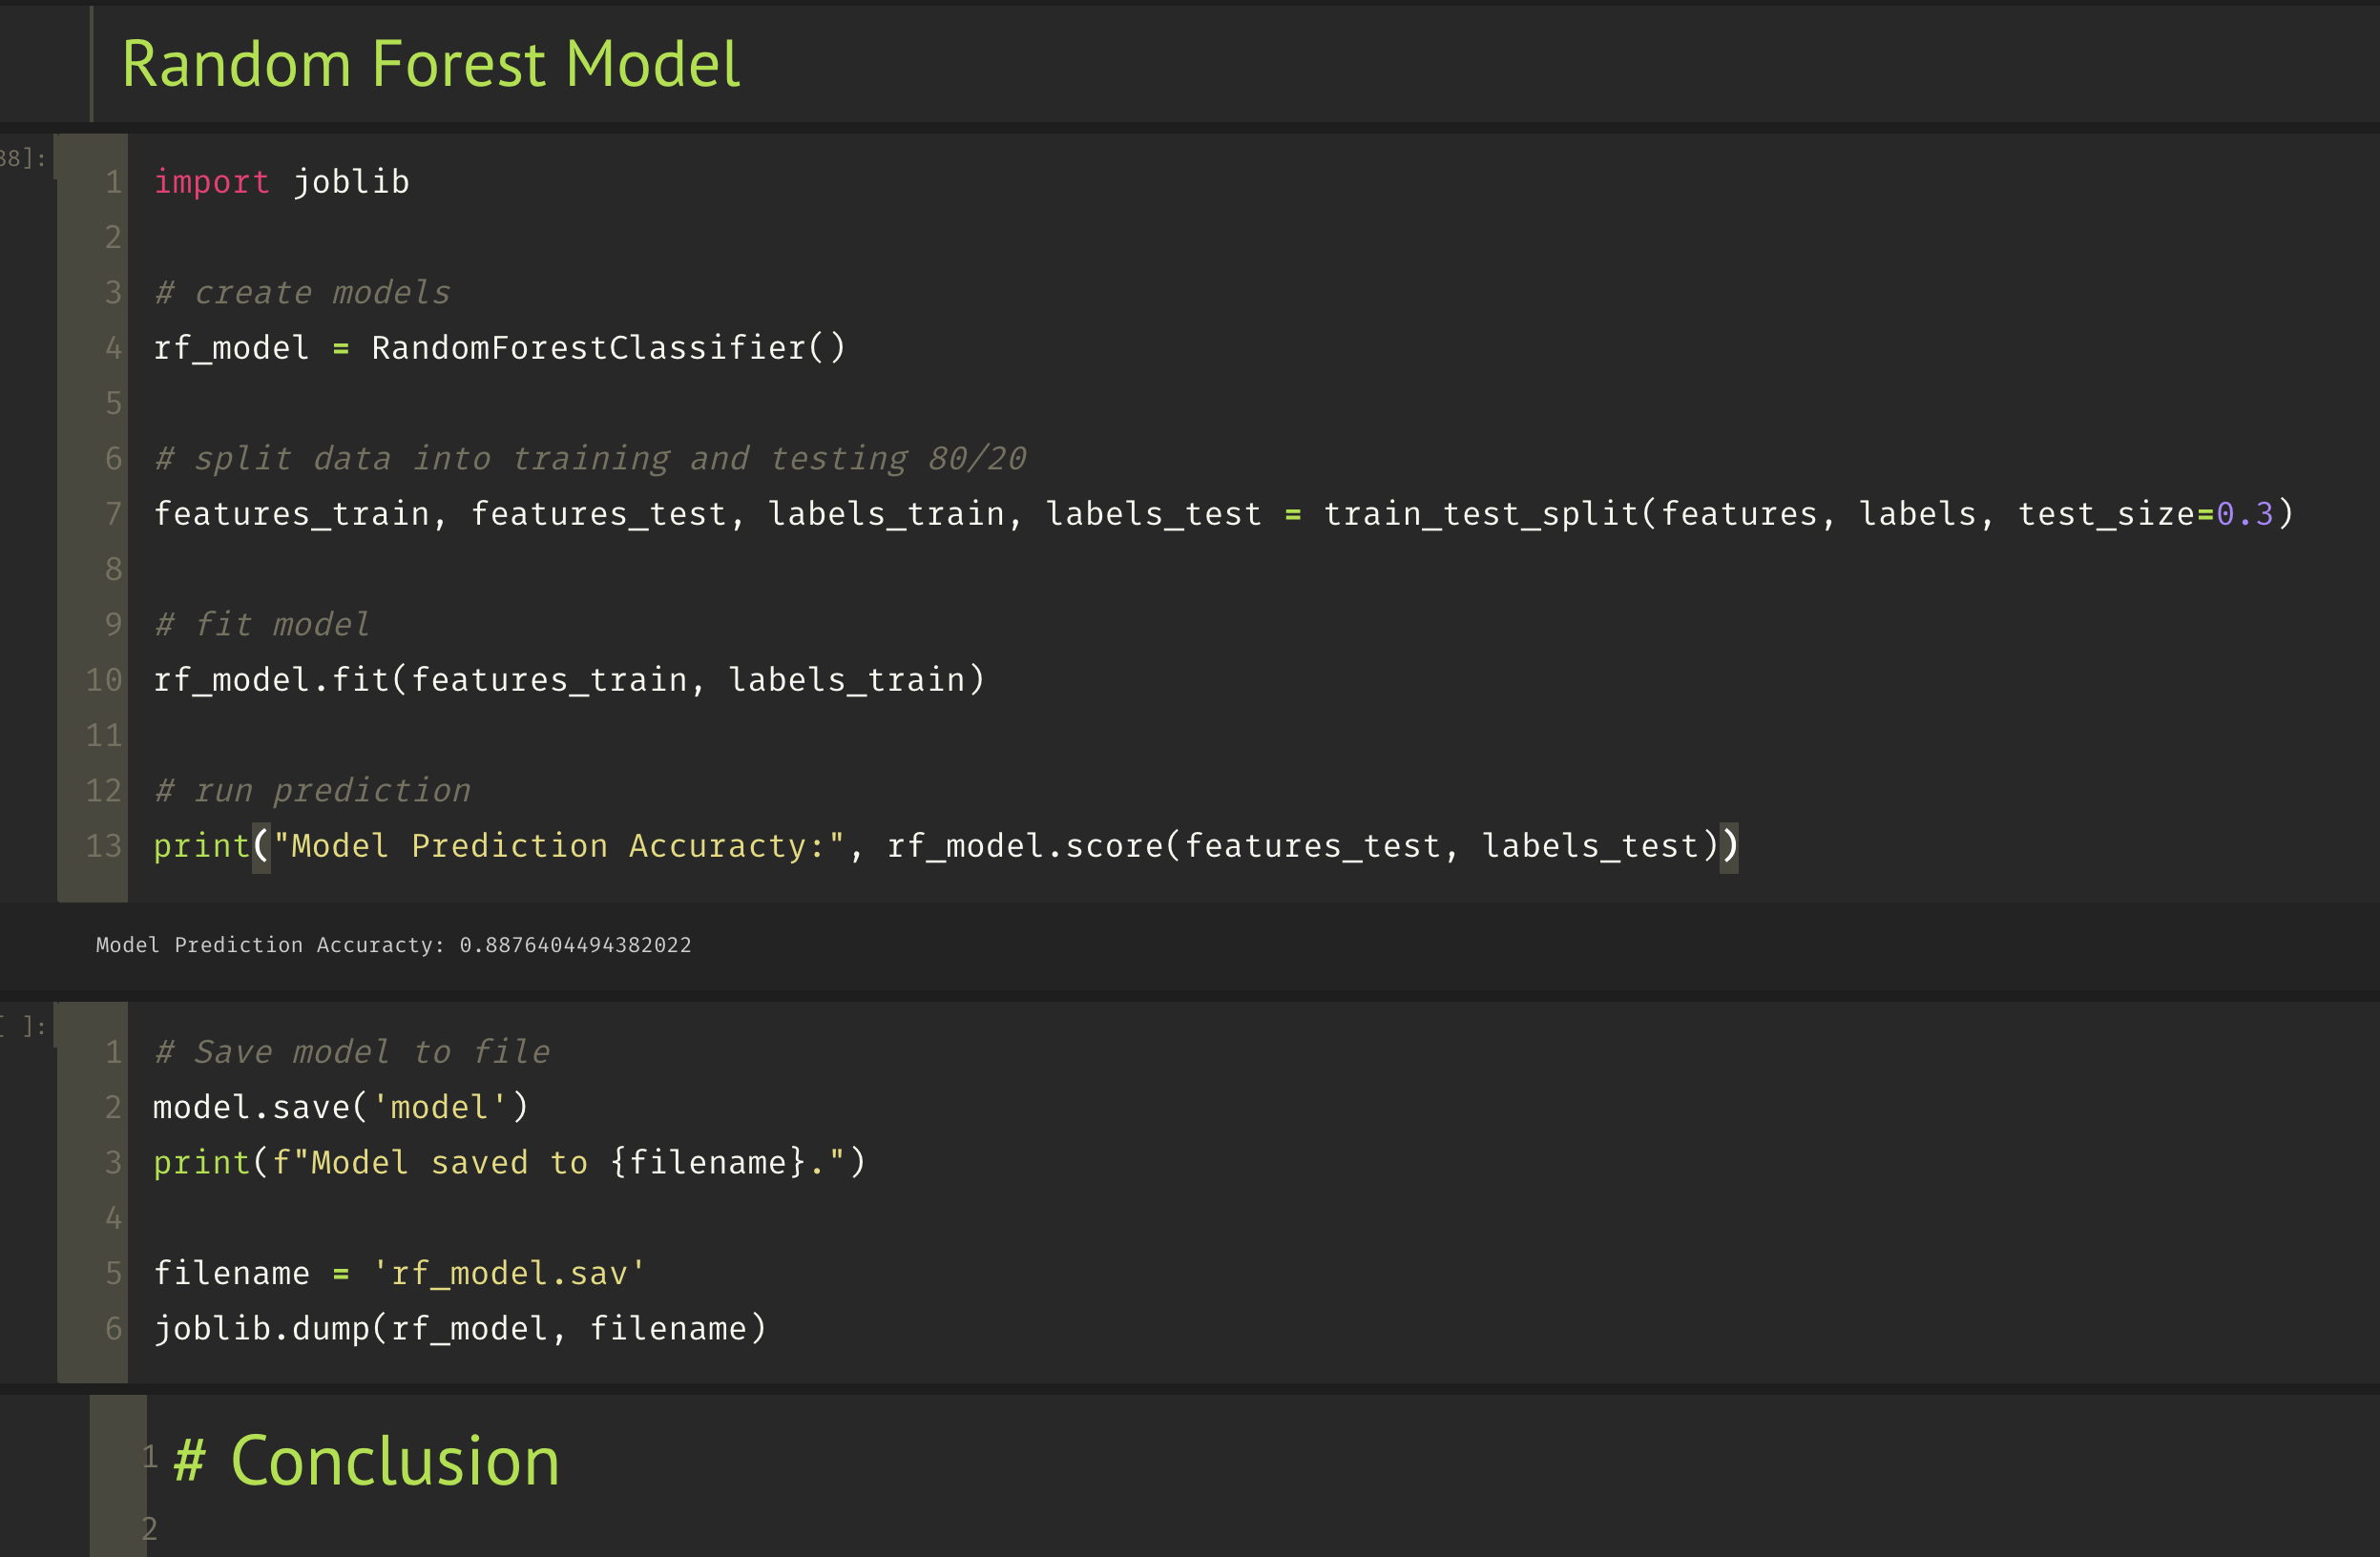 Random Forest Model
88]:
1 import joblib
2
3 # create models
4 rf_model = RandomForestClassifier()
5
6 # split data into training and testing 80/20
7 features_train, features_test, labels_train, labels_test = train_test_split(features, labels, test_size=0.3)
8
9 # fit model
10 rf_model.fit(features_train, labels_train)
11
12 # run prediction
13 print("Model Prediction Accuracty:", rf_model.score(features_test, labels_test))
Model Prediction Accuracty: 0.8876404494382022
[ ]:
1 # Save model to file
2 model.save('model')
3 print(f"Model saved to {filename}.")
4
5 filename = 'rf_model.sav'
6 joblib.dump(rf_model, filename)
1 # Conclusion
2